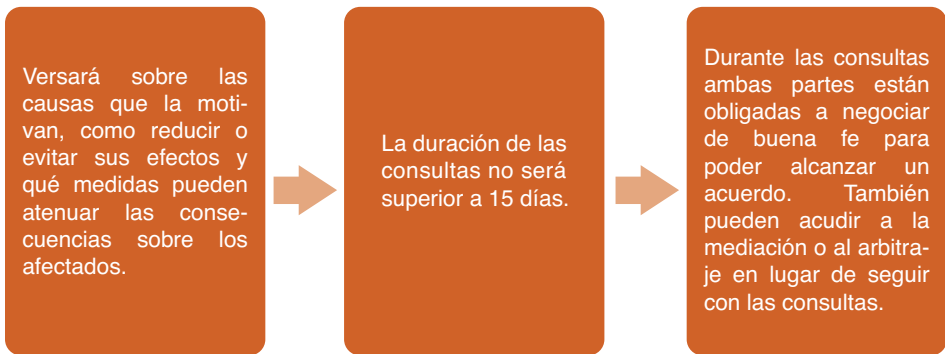 Versará sobre las
causas que la moti-
van, como reducir o
evitar sus efectos y
qué medidas pueden
atenuar las conse-
cuencias sobre los
afectados.
La duración de las
consultas no será
superior a 15 días.
Durante las consultas
ambas partes están
obligadas a negociar
de buena fe para
poder alcanzar un
acuerdo. También
pueden acudir a la
mediación o al arbitra-
je en lugar de seguir
con las consultas.